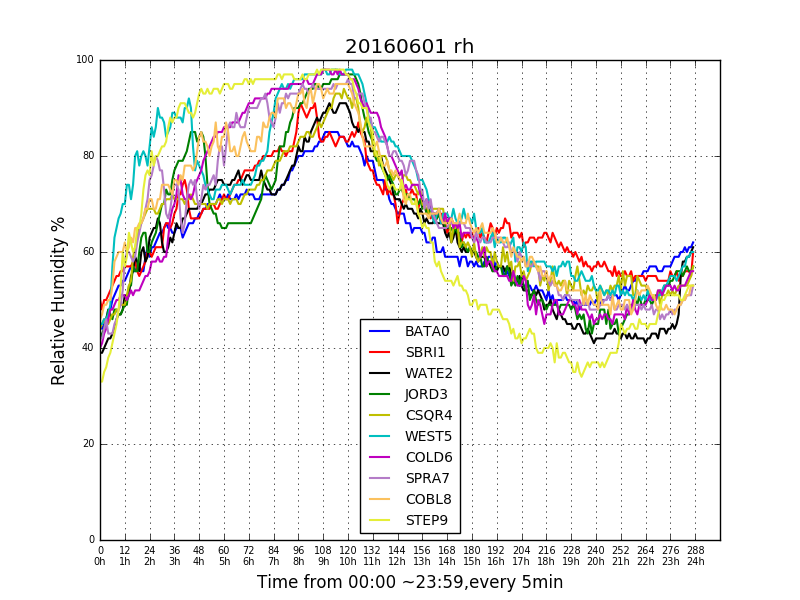 20160601 rh
100
80
60
40
20
0
Relative Humidity %
BATA0
SBRI1
WATE2
JORD3
CSQR4
WEST5
COLD6
SPRA7
COBL8
STEP9
0 12 24 36 48 60 72 84 96 108 120 132 144 156 168 180 192 204 216 228 240 252 264 276 288
0h 1h 2h 3h 4h 5h 6h 7h 8h 9h 10h 11h 12h 13h 14h 15h 16h 17h 18h 19h 20h 21h 22h 23h 24h
Time from 00:00 ~23:59,every 5min